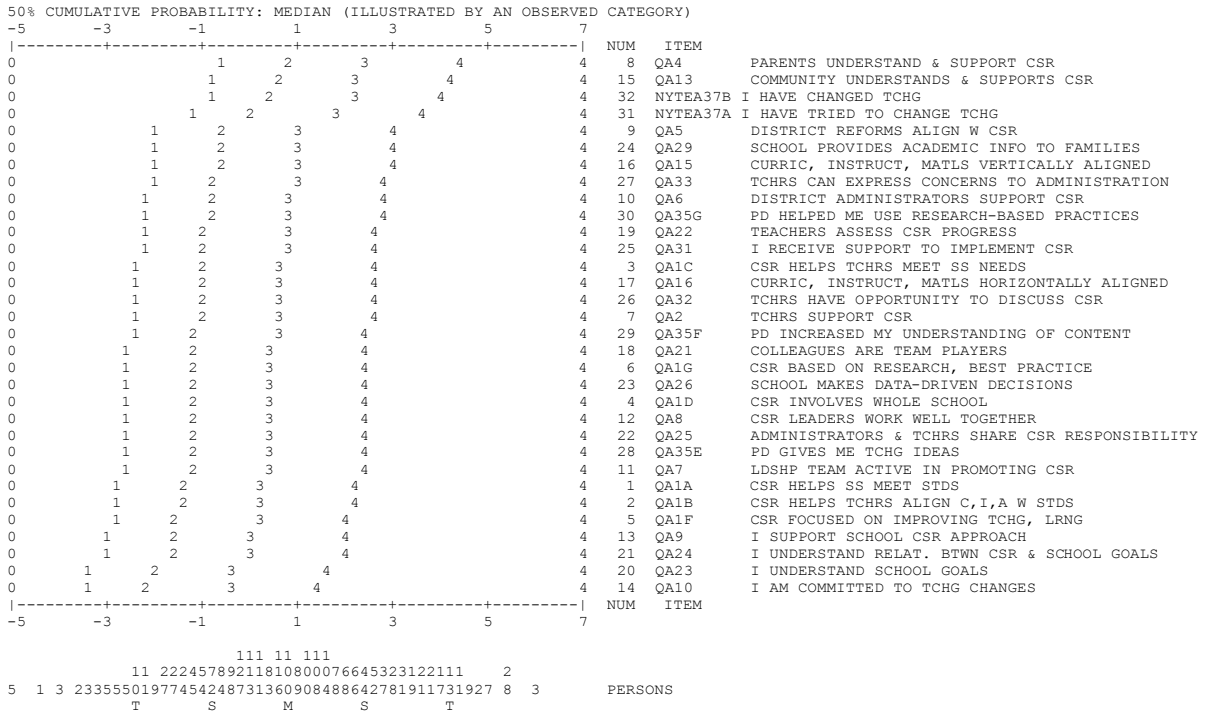 50% CUMULATIVE PROBABILITY: MEDIAN (ILLUSTRATED BY AN OBSERVED CATEGORY)
-5 -3 -1 1 3 5 7
|---------+---------+---------+---------+---------+---------| NUM ITEM
0 1 2 3 4 4 8 QA4 PARENTS UNDERSTAND & SUPPORT CSR
0 1 2 3 4 4 15 QA13 COMMUNITY UNDERSTANDS & SUPPORTS CSR
0 1 2 3 4 4 32 NYTEA37B I HAVE CHANGED TCHG
0 1 2 3 4 4 31 NYTEA37A I HAVE TRIED TO CHANGE TCHG
0 1 2 3 4 4 9 QA5 DISTRICT REFORMS ALIGN W CSR
0 1 2 3 4 4 24 QA29 SCHOOL PROVIDES ACADEMIC INFO TO FAMILIES
0 1 2 3 4 4 16 QA15 CURRIC, INSTRUCT, MATLS VERTICALLY ALIGNED
0 1 2 3 4 4 27 QA33 TCHRS CAN EXPRESS CONCERNS TO ADMINISTRATION
0 1 2 3 4 4 10 QA6 DISTRICT ADMINISTRATORS SUPPORT CSR
0 1 2 3 4 4 30 QA35G PD HELPED ME USE RESEARCH-BASED PRACTICES
0 1 2 3 4 4 19 QA22 TEACHERS ASSESS CSR PROGRESS
0 1 2 3 4 4 25 QA31 I RECEIVE SUPPORT TO IMPLEMENT CSR
0 1 2 3 4 4 3 QA1C CSR HELPS TCHRS MEET SS NEEDS
0 1 2 3 4 4 17 QA16 CURRIC, INSTRUCT, MATLS HORIZONTALLY ALIGNED
0 1 2 3 4 4 26 QA32 TCHRS HAVE OPPORTUNITY TO DISCUSS CSR
0 1 2 3 4 4 7 QA2 TCHRS SUPPORT CSR
0 1 2 3 4 4 29 QA35F PD INCREASED MY UNDERSTANDING OF CONTENT
0 1 2 3 4 4 18 QA21 COLLEAGUES ARE TEAM PLAYERS
0 1 2 3 4 4 6 QA1G CSR BASED ON RESEARCH, BEST PRACTICE
0 1 2 3 4 4 23 QA26 SCHOOL MAKES DATA-DRIVEN DECISIONS
0 1 2 3 4 4 4 QA1D CSR INVOLVES WHOLE SCHOOL
0 1 2 3 4 4 12 QA8 CSR LEADERS WORK WELL TOGETHER
0 1 2 3 4 4 22 QA25 ADMINISTRATORS & TCHRS SHARE CSR RESPONSIBILITY
0 1 2 3 4 4 28 QA35E PD GIVES ME TCHG IDEAS
0 1 2 3 4 4 11 QA7 LDSHP TEAM ACTIVE IN PROMOTING CSR
0 1 2 3 4 4 1 QA1A CSR HELPS SS MEET STDS
0 1 2 3 4 4 2 QA1B CSR HELPS TCHRS ALIGN C,I,A W STDS
0 1 2 3 4 4 5 QA1F CSR FOCUSED ON IMPROVING TCHG, LRNG
0 1 2 3 4 4 13 QA9 I SUPPORT SCHOOL CSR APPROACH
0 1 2 3 4 4 21 QA24 I UNDERSTAND RELAT. BTWN CSR & SCHOOL GOALS
0 1 2 3 4 4 20 QA23 I UNDERSTAND SCHOOL GOALS
0 1 2 3 4 4 14 QA10 I AM COMMITTED TO TCHG CHANGES
|---------+---------+---------+---------+---------+---------| NUM ITEM
-5 -3 -1 1 3 5 7
111 11 111
11 22245789211810800076645323122111 2
5 1 3 23355501977454248731360908488642781911731927 8 3 PERSONS
T S M S T